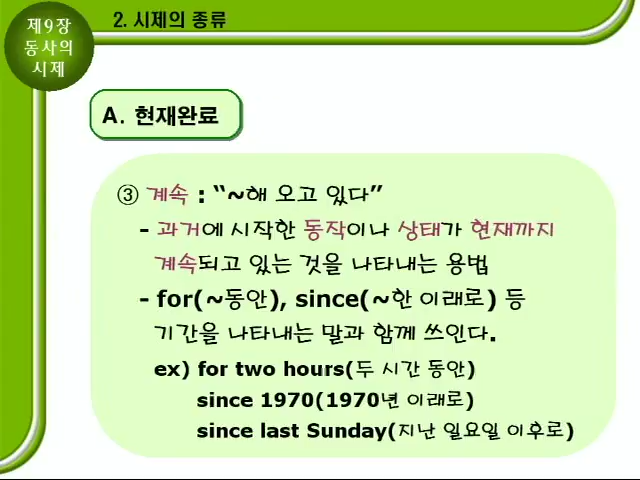 제9장
동사의
시제
2. 시제의 종류
A. 현재완료
③ 계속 : “~해 오고 있다”
- 과거에 시작한 동작이나 상태가 현재까지
계속되고 있는 것을 나타내는 용법
- for(~동안), since(~한 이래로) 등
기간을 나타내는 말과 함께 쓰인다.
ex) for two hours(두 시간 동안)
since 1970(1970년 이래로)
since last Sunday(지난 일요일 이후로)